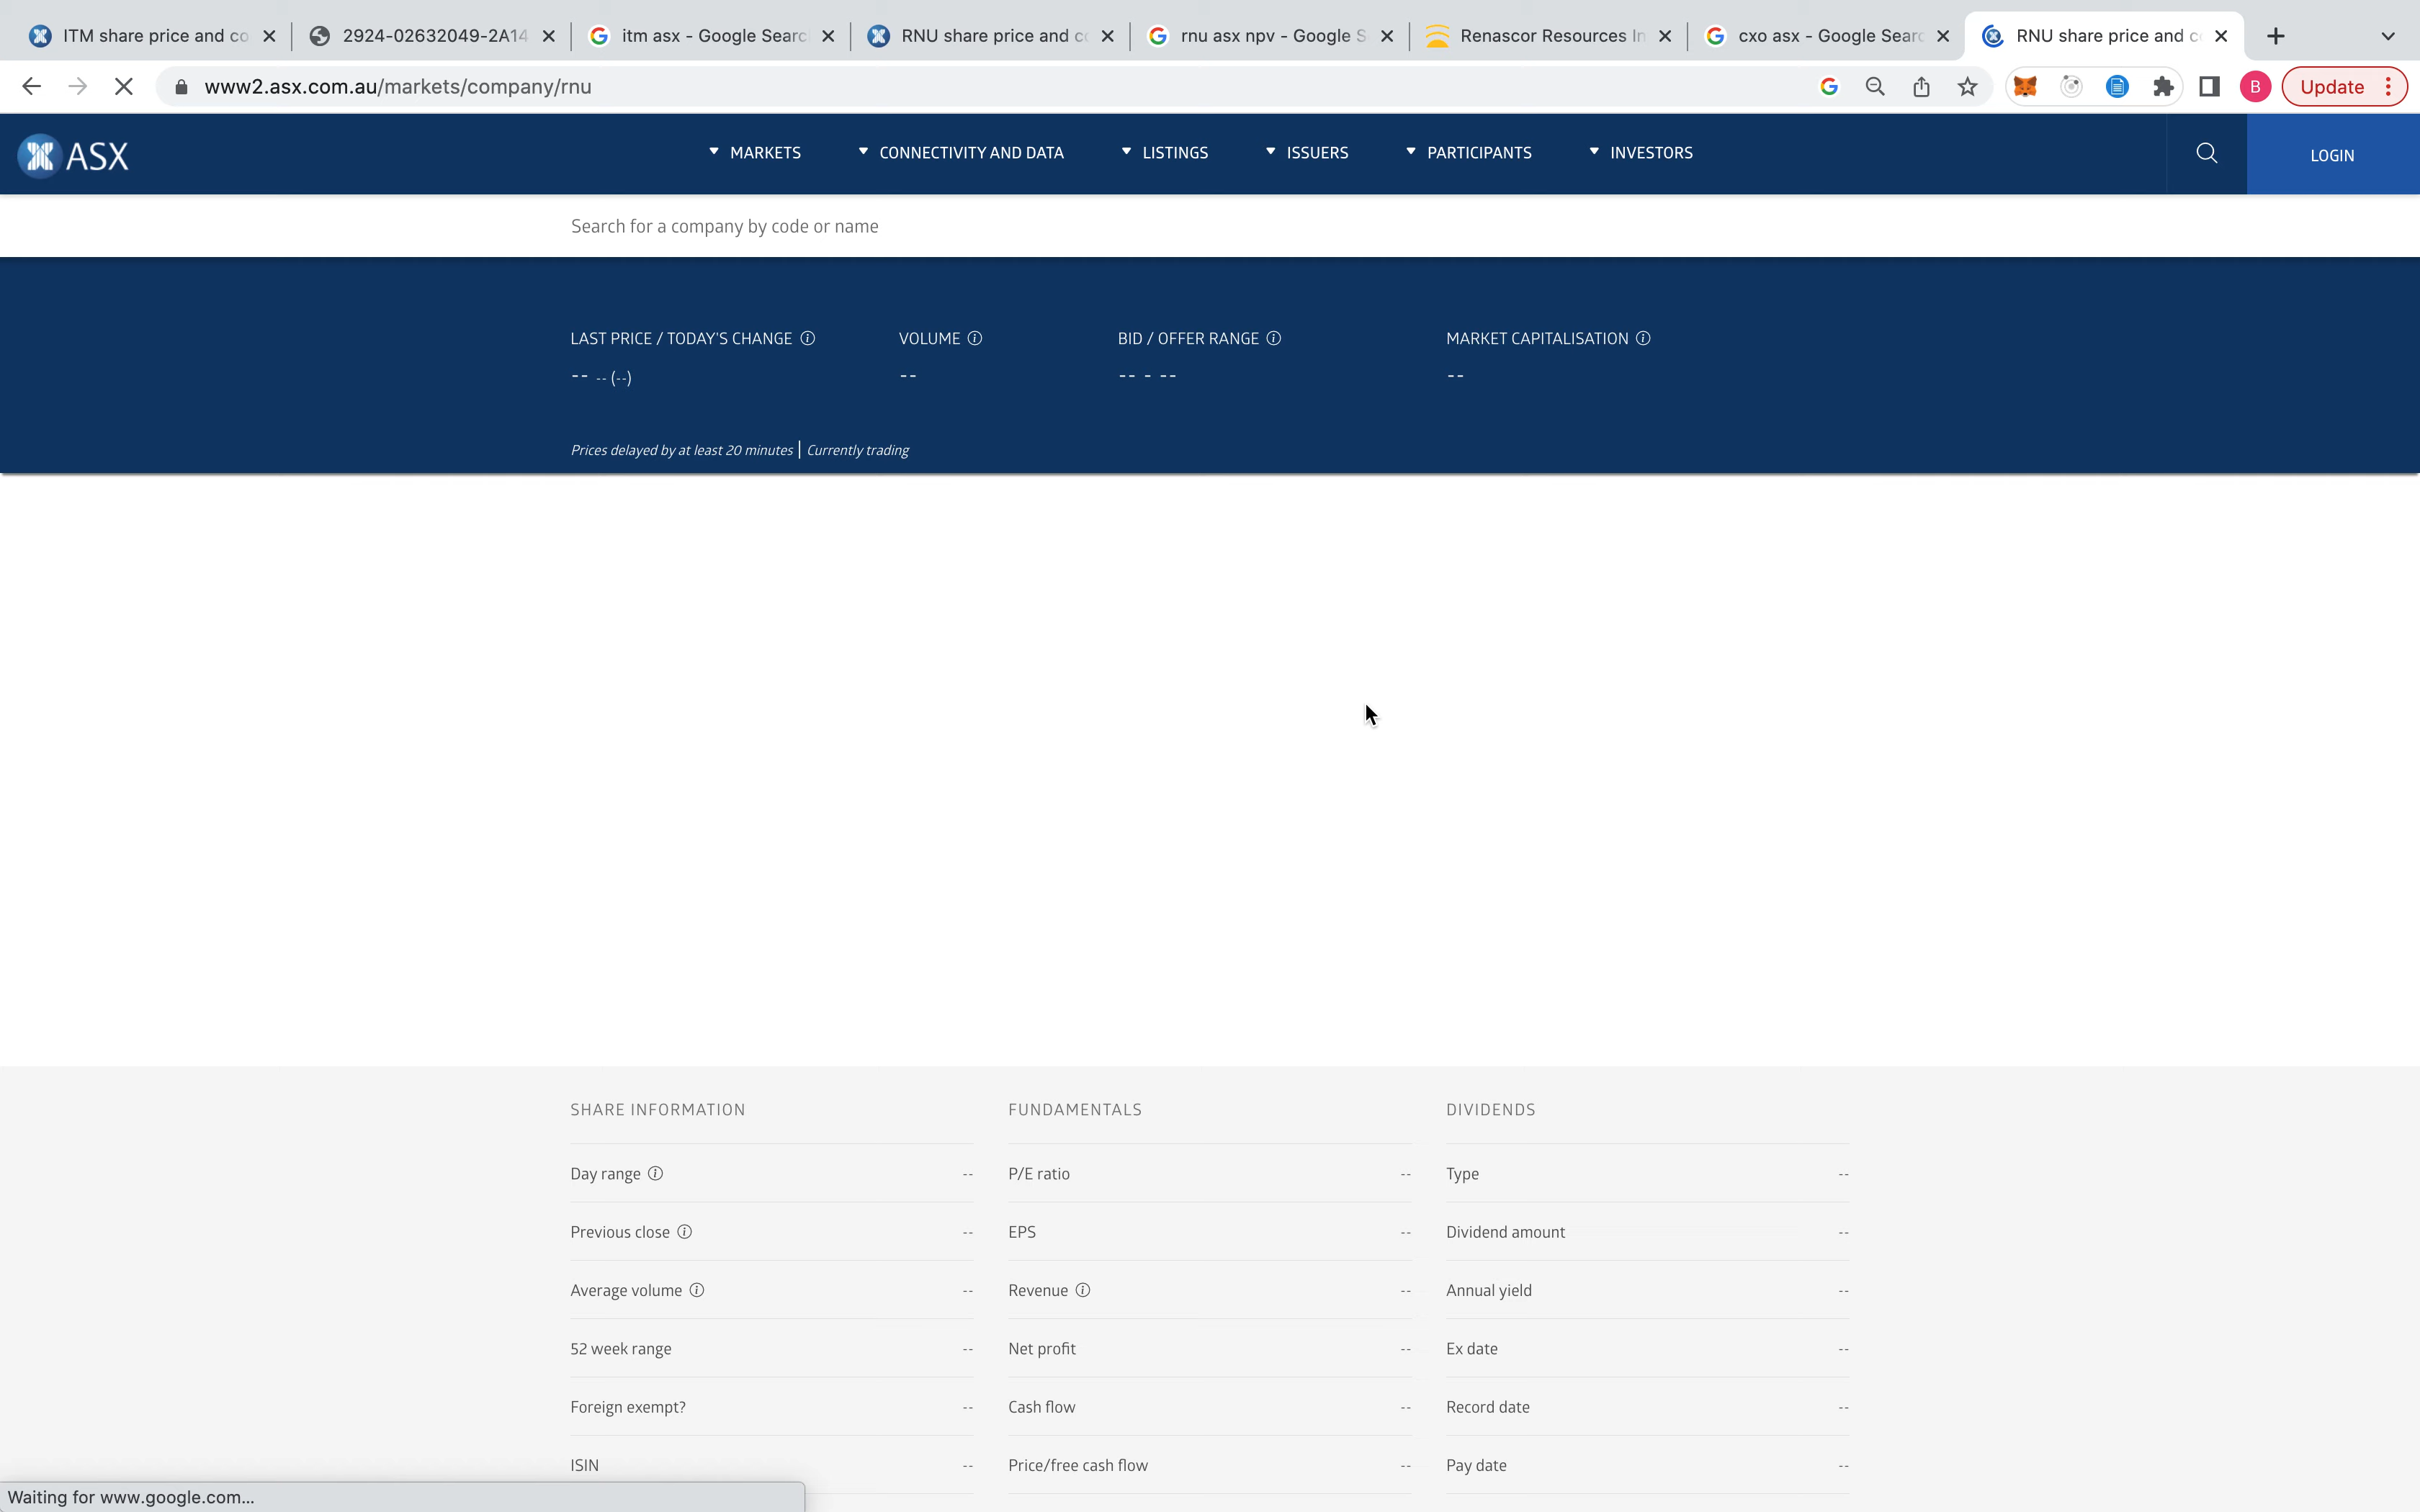 ITM share price and co
2924-02632049-2A14
itm asx - Google Searc
RNU share price and co
rnu asx npv - Google S
Renascor Resources In
cxo asx - Google Searc
RNU share price and c
www2.asx.com.au/markets/company/rnu
B
Update
ASX
MARKETS
CONNECTIVITY AND DATA
LISTINGS
ISSUERS
PARTICIPANTS
INVESTORS
LOGIN
Search for a company by code or name
LAST PRICE / TODAY'S CHANGE
VOLUME
BID / OFFER RANGE
MARKET CAPITALISATION
-- -- (--)
--
-- - --
--
Prices delayed by at least 20 minutes | Currently trading
SHARE INFORMATION
FUNDAMENTALS
DIVIDENDS
Day range --
P/E ratio --
Type --
Previous close --
EPS --
Dividend amount --
Average volume --
Revenue --
Annual yield --
52 week range --
Net profit --
Ex date --
Foreign exempt? --
Cash flow --
Record date --
ISIN --
Price/free cash flow --
Pay date --
Waiting for www.google.com...